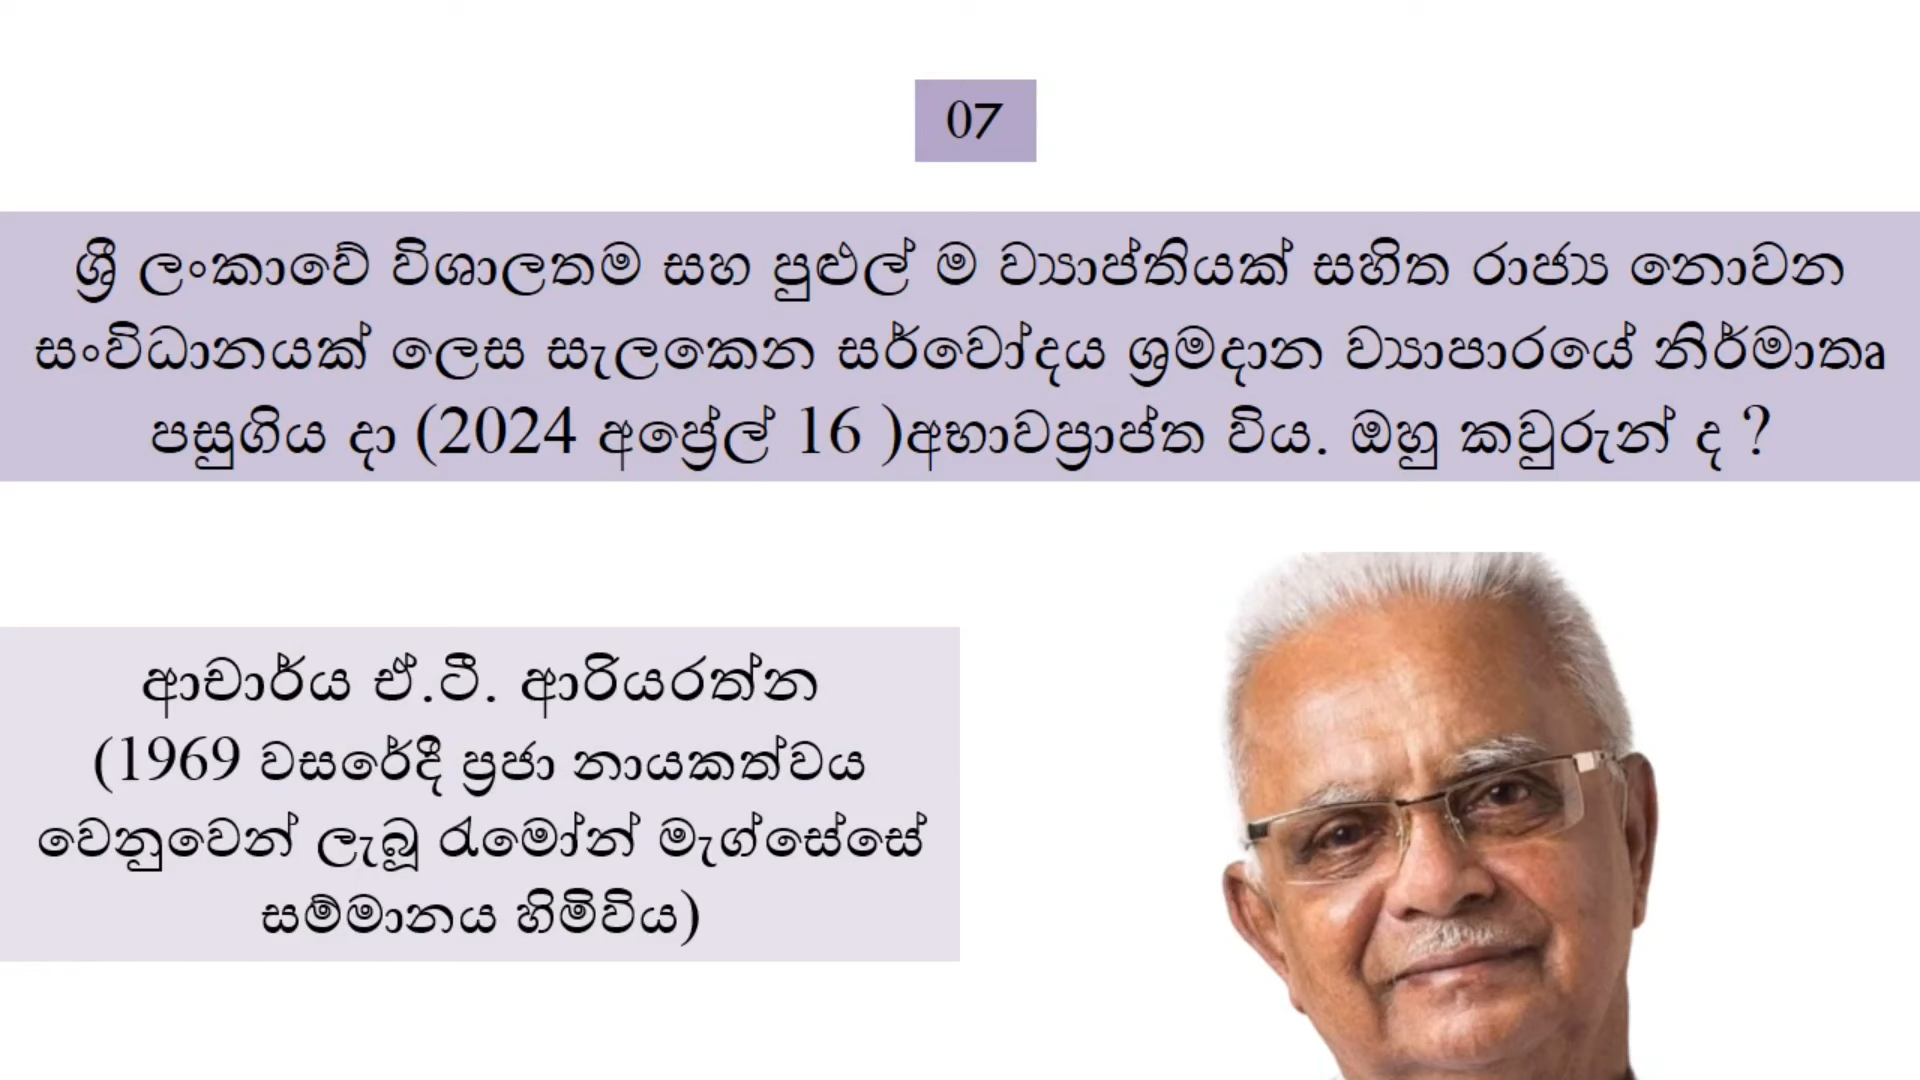 07
ශ්‍රී ලංකාවේ විශාලතම සහ පුළුල් ම ව්‍යාප්තියක් සහිත රාජ්‍ය නොවන
සංවිධානයක් ලෙස සැලකෙන සර්වෝදය ශ්‍රමදාන ව්‍යාපාරයේ නිර්මාතෘ
පසුගිය දා (2024 අප්‍රේල් 16 )අභාවප්‍රාප්ත විය. ඔහු කවුරුන් ද ?
ආචාර්ය ඒ.ටී. ආරියරත්න
(1969 වසරේදී ප්‍රජා නායකත්වය
වෙනුවෙන් ලැබූ රැමෝන් මැග්සේසේ
සම්මානය හිමිවිය)